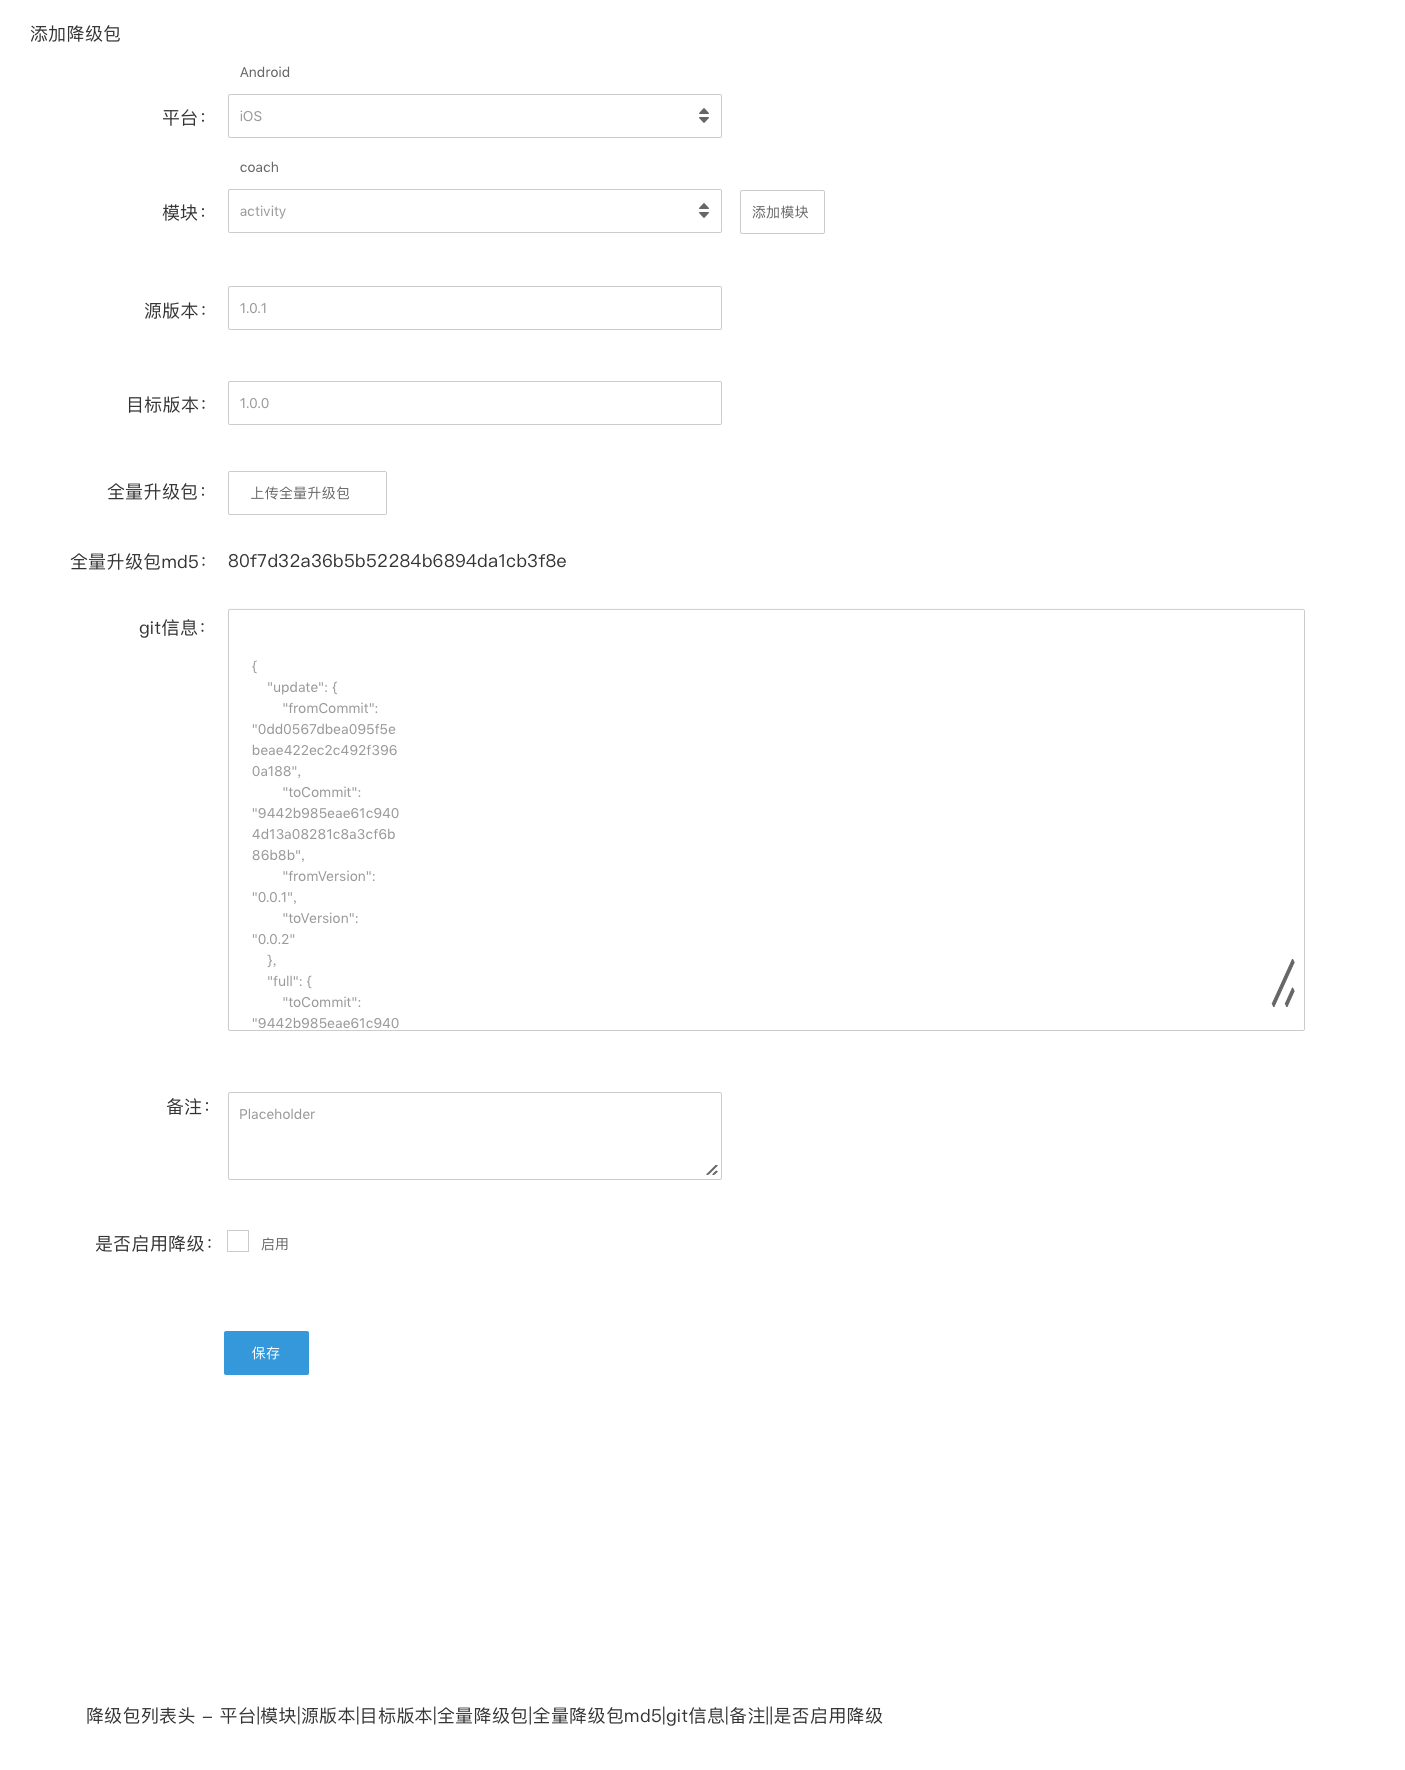 添加降级包
Android
平台：
iOS
coach
模块：
activity
添加模块
源版本：
1.0.1
目标版本：
1.0.0
全量升级包：
上传全量升级包
全量升级包md5：
80f7d32a36b5b52284b6894da1cb3f8e
git信息：
{
"update": {
"fromCommit":
"0dd0567dbea095f5e
beae422ec2c492f396
0a188",
"toCommit":
"9442b985eae61c940
4d13a08281c8a3cf6b
86b8b",
"fromVersion":
"0.0.1",
"toVersion":
"0.0.2"
},
"full": {
"toCommit":
"9442b985eae61c940
备注：
Placeholder
是否启用降级：
启用
保存
降级包列表头 – 平台|模块|源版本|目标版本|全量降级包|全量降级包md5|git信息|备注||是否启用降级